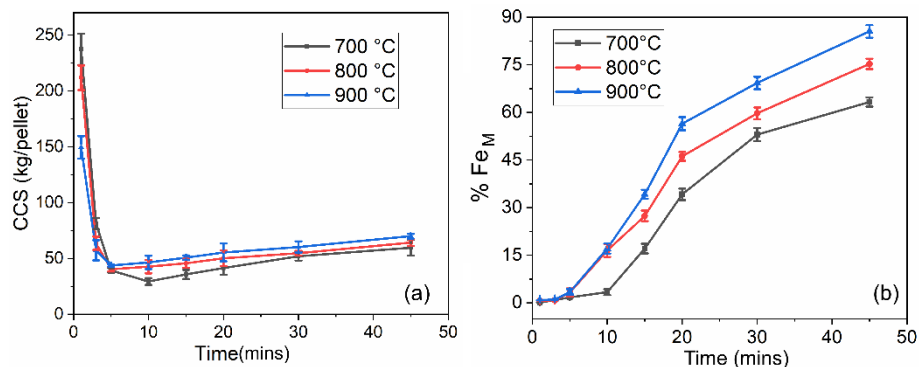 CCS (kg/pellet)
250
200
150
100
50
0
700 °C
800 °C
900 °C
(a)
0 10 20 30 40 50
Time(mins)
% Fe_M
90
75
60
45
30
15
0
700°C
800°C
900°C
(b)
0 10 20 30 40 50
Time (mins)